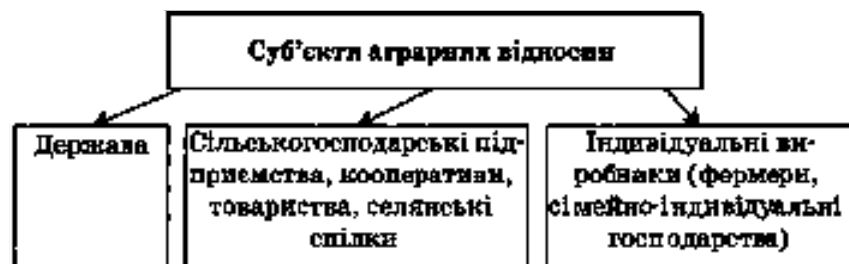 Суб'єкти аграрних відносин
Держава
Сільськогосподарські під-
приємства, кооперативи,
товариства, селянські
спілки
Індивідуальні ви-
робники (фермери,
сімейно-індивідуальні
господарства)